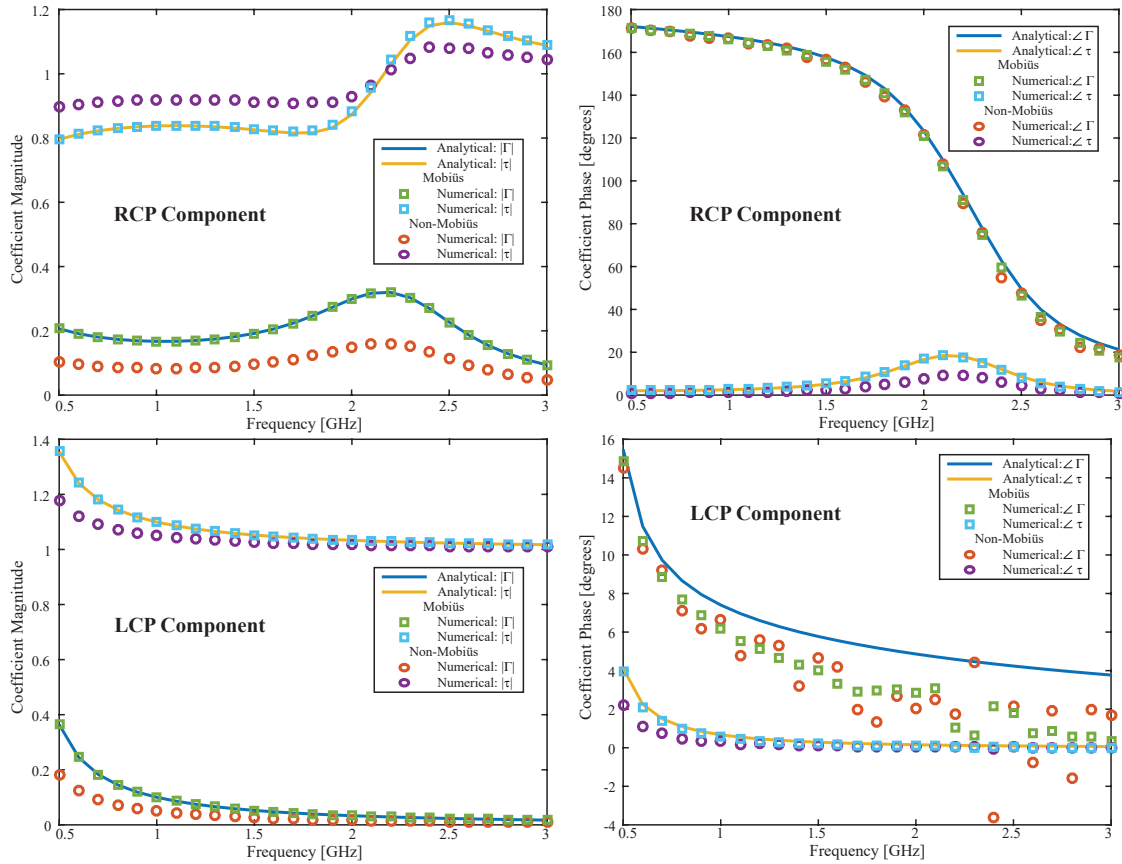 1.2
1
0.8
0.6
0.4
0.2
0
Coefficient Magnitude
RCP Component
Analytical: |Γ|
Analytical: |τ|
Mobiüs
Numerical: |Γ|
Numerical: |τ|
Non-Mobiüs
Numerical: |Γ|
Numerical: |τ|
0.5 1 1.5 2 2.5 3
Frequency [GHz]
180
160
140
120
100
80
60
40
20
0
Coefficient Phase [degrees]
RCP Component
Analytical:∠ Γ
Analytical:∠ τ
Mobiüs
Numerical:∠ Γ
Numerical:∠ τ
Non-Mobiüs
Numerical:∠ Γ
Numerical:∠ τ
0.5 1 1.5 2 2.5 3
Frequency [GHz]
1.4
1.2
1
0.8
0.6
0.4
0.2
0
Coefficient Magnitude
LCP Component
Analytical: |Γ|
Analytical: |τ|
Mobiüs
Numerical: |Γ|
Numerical: |τ|
Non-Mobiüs
Numerical: |Γ|
Numerical: |τ|
0.5 1 1.5 2 2.5 3
Frequency [GHz]
16
14
12
10
8
6
4
2
0
-2
-4
Coefficient Phase [degrees]
LCP Component
Analytical:∠ Γ
Analytical:∠ τ
Mobiüs
Numerical:∠ Γ
Numerical:∠ τ
Non-Mobiüs
Numerical:∠ Γ
Numerical:∠ τ
0.5 1 1.5 2 2.5 3
Frequency [GHz]